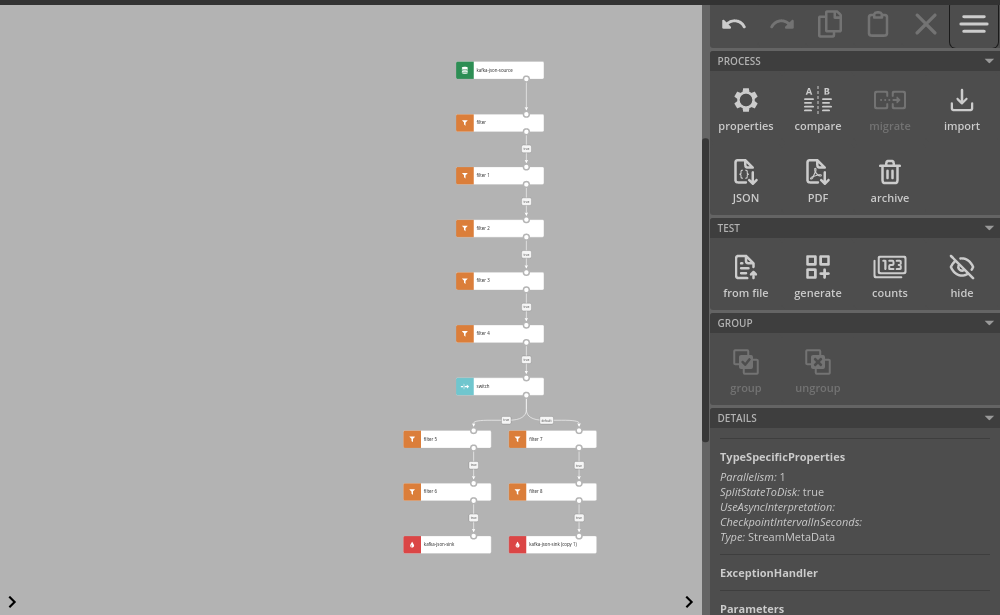 kafka-json-source
filter
true
filter 1
true
filter 2
true
filter 3
true
filter 4
true
switch
true
default
filter 5
filter 7
true
true
filter 6
filter 8
true
true
kafka-json-sink
kafka-json-sink (copy 1)
PROCESS
A B
properties
compare
migrate
import
JSON
PDF
archive
TEST
123
from file
generate
counts
hide
GROUP
group
ungroup
DETAILS
TypeSpecificProperties
Parallelism: 1
SplitStateToDisk: true
UseAsyncInterpretation:
CheckpointIntervalInSeconds:
Type: StreamMetaData
ExceptionHandler
Parameters